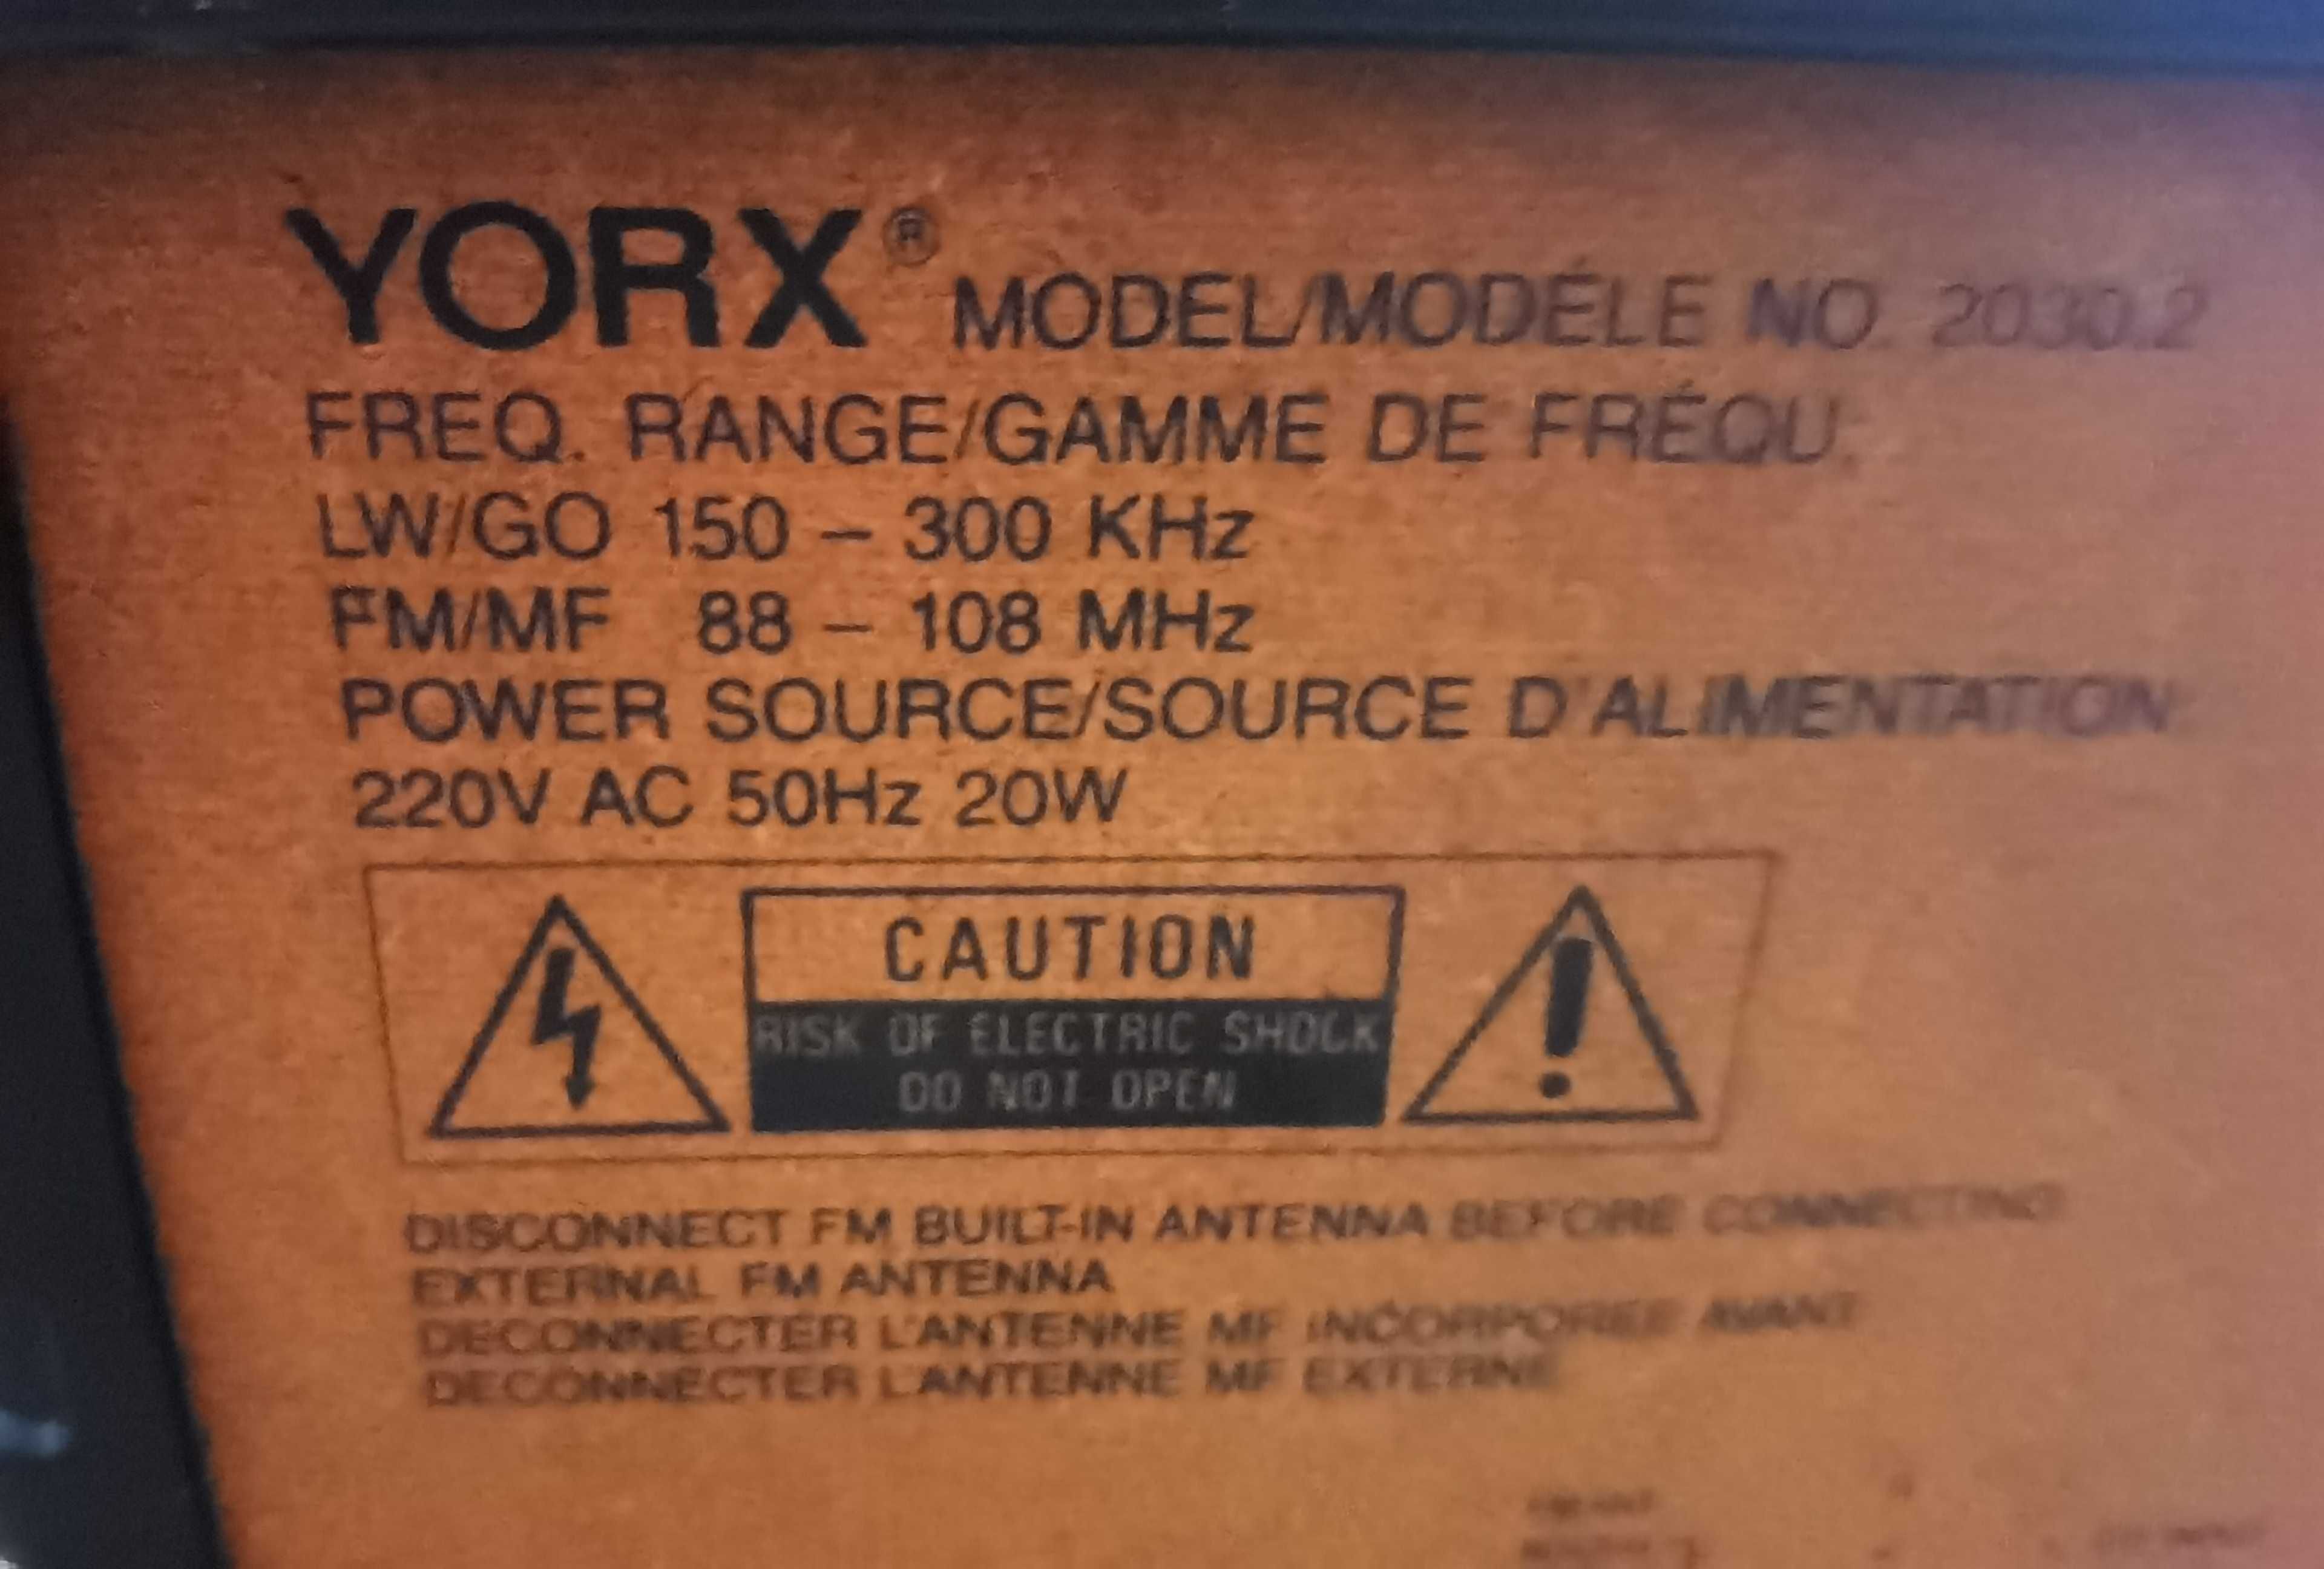 YORX® MODEL/MODÉLE NO. 2030.2
FREQ. RANGE/GAMME DE FRÉQU.
LW/GO 150 – 300 KHz
FM/MF 88 – 108 MHz
POWER SOURCE/SOURCE D'ALIMENTATION
220V AC 50Hz 20W
CAUTION
RISK OF ELECTRIC SHOCK
DO NOT OPEN
DISCONNECT FM BUILT-IN ANTENNA BEFORE CONNECTING
EXTERNAL FM ANTENNA
DECONNECTER L'ANTENNE MF INCORPOREE AVANT
DECONNECTER L'ANTENNE MF EXTERNE